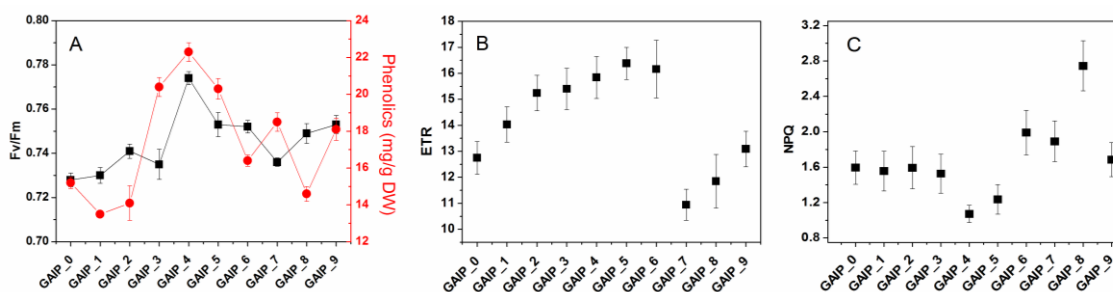 A
Fv/Fm
0.80
0.78
0.76
0.74
0.72
0.70
24
22
20
18
16
14
12
Phenolics (mg/g DW)
GAIP_0
GAIP_1
GAIP_2
GAIP_3
GAIP_4
GAIP_5
GAIP_6
GAIP_7
GAIP_8
GAIP_9
B
ETR
18
17
16
15
14
13
12
11
10
GAIP_0
GAIP_1
GAIP_2
GAIP_3
GAIP_4
GAIP_5
GAIP_6
GAIP_7
GAIP_8
GAIP_9
C
NPQ
3.2
2.8
2.4
2.0
1.6
1.2
0.8
GAIP_0
GAIP_1
GAIP_2
GAIP_3
GAIP_4
GAIP_5
GAIP_6
GAIP_7
GAIP_8
GAIP_9